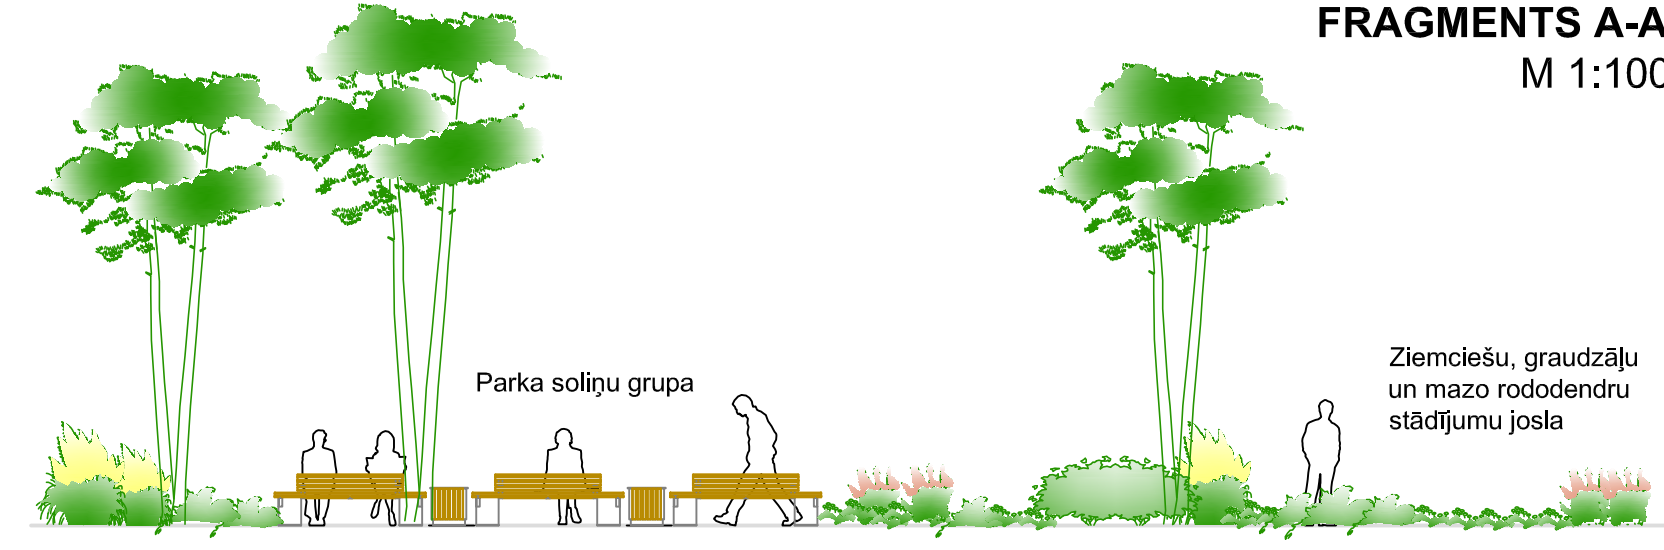 FRAGMENTS A-A
M 1:100
Parka soliņu grupa
Ziemciešu, graudzāļu
un mazo rododendru
stādījumu josla